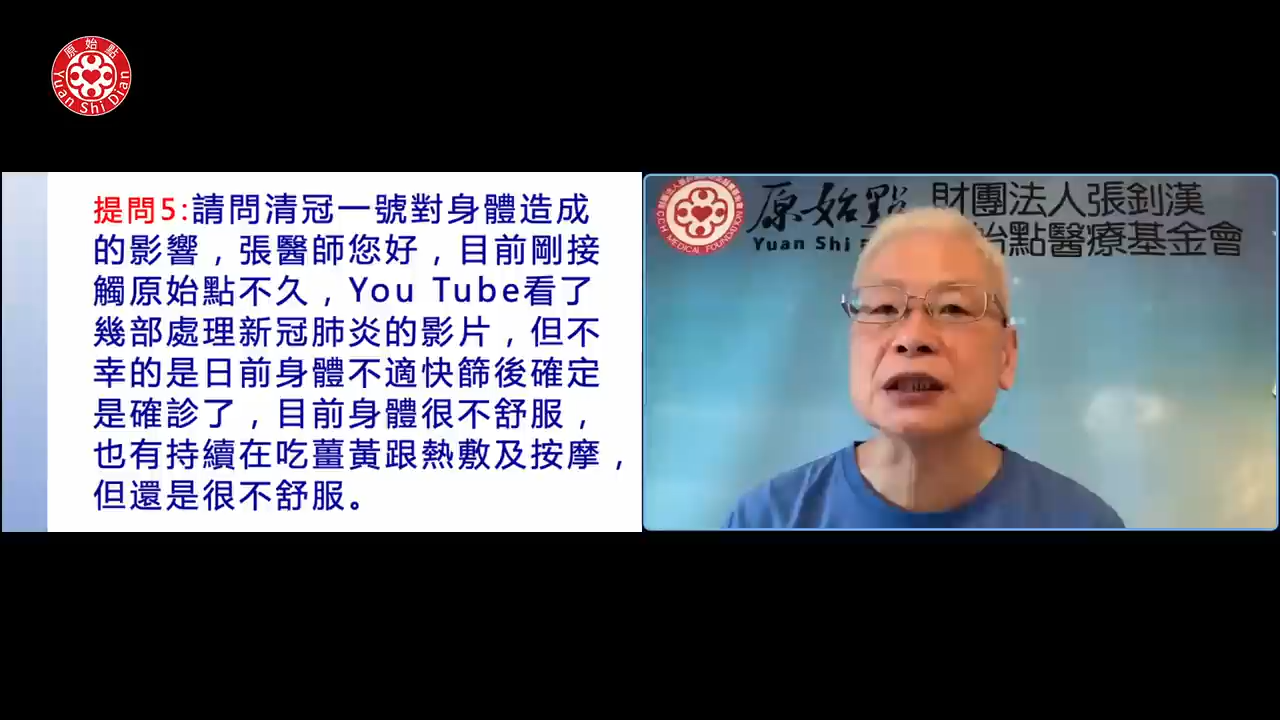 原始點
Yuan Shi Dian
提問5:請問清冠一號對身體造成
的影響，張醫師您好，目前剛接
觸原始點不久，You Tube看了
幾部處理新冠肺炎的影片，但不
幸的是日前身體不適快篩後確定
是確診了，目前身體很不舒服，
也有持續在吃薑黃跟熱敷及按摩，
但還是很不舒服。
原始點
Yuan Shi
財團法人張釗漢
始點醫療基金會
C.C.H. MEDICAL FOUNDATION